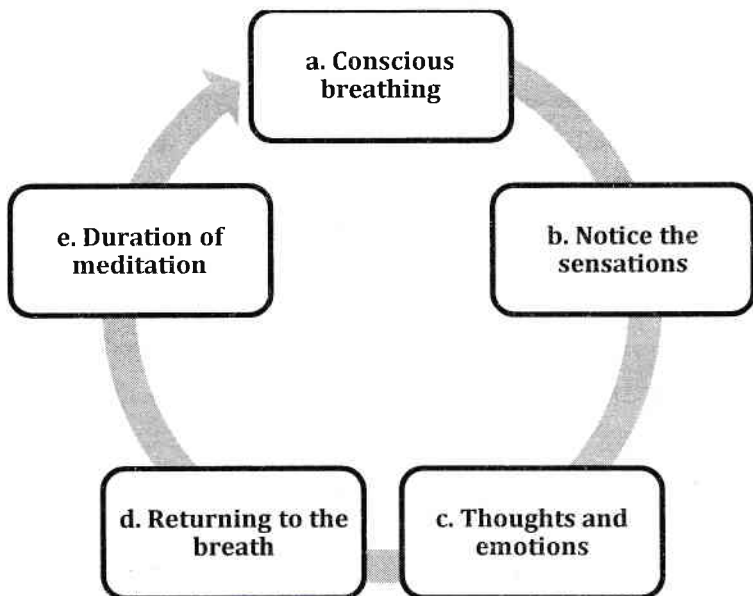 a. Conscious
breathing
b. Notice the
sensations
c. Thoughts and
emotions
d. Returning to the
breath
e. Duration of
meditation